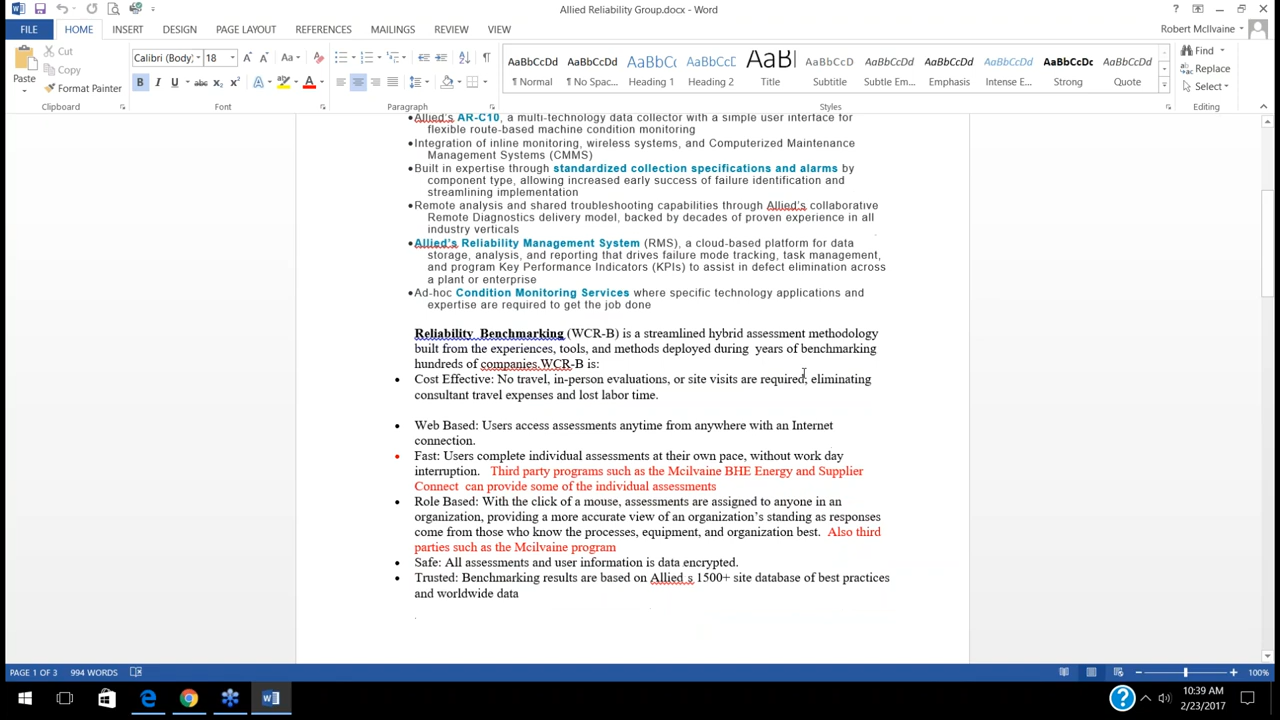 Allied Reliability Group.docx - Word
FILE HOME INSERT DESIGN PAGE LAYOUT REFERENCES MAILINGS REVIEW VIEW
Robert McIlvaine
Paste
Cut
Copy
Format Painter
Clipboard
Calibri (Body) 18
B I U abc x₂ x²
Font
Paragraph
AaBbCcDd AaBbCcDd AaBbCc AaBbCcC AaB AaBbCcD AaBbCcDd AaBbCcDd AaBbCcDd AaBbCcDd AaBbCcDd
¶ Normal ¶ No Spac... Heading 1 Heading 2 Title Subtitle Subtle Em... Emphasis Intense E... Strong Quote
Styles
Find
Replace
Select
Editing
•Allied's AR-C10, a multi-technology data collector with a simple user interface for
flexible route-based machine condition monitoring
•Integration of inline monitoring, wireless systems, and Computerized Maintenance
Management Systems (CMMS)
•Built in expertise through standardized collection specifications and alarms by
component type, allowing increased early success of failure identification and
streamlining implementation
•Remote analysis and shared troubleshooting capabilities through Allied's collaborative
Remote Diagnostics delivery model, backed by decades of proven experience in all
industry verticals
•Allied's Reliability Management System (RMS), a cloud-based platform for data
storage, analysis, and reporting that drives failure mode tracking, task management,
and program Key Performance Indicators (KPIs) to assist in defect elimination across
a plant or enterprise
•Ad-hoc Condition Monitoring Services where specific technology applications and
expertise are required to get the job done
Reliability Benchmarking (WCR-B) is a streamlined hybrid assessment methodology
built from the experiences, tools, and methods deployed during years of benchmarking
hundreds of companies.WCR-B is:
• Cost Effective: No travel, in-person evaluations, or site visits are required, eliminating
consultant travel expenses and lost labor time.
• Web Based: Users access assessments anytime from anywhere with an Internet
connection.
• Fast: Users complete individual assessments at their own pace, without work day
interruption. Third party programs such as the Mcilvaine BHE Energy and Supplier
Connect can provide some of the individual assessments
• Role Based: With the click of a mouse, assessments are assigned to anyone in an
organization, providing a more accurate view of an organization's standing as responses
come from those who know the processes, equipment, and organization best. Also third
parties such as the Mcilvaine program
• Safe: All assessments and user information is data encrypted.
• Trusted: Benchmarking results are based on Allied s 1500+ site database of best practices
and worldwide data
PAGE 1 OF 3 994 WORDS
100%
10:39 AM
2/23/2017